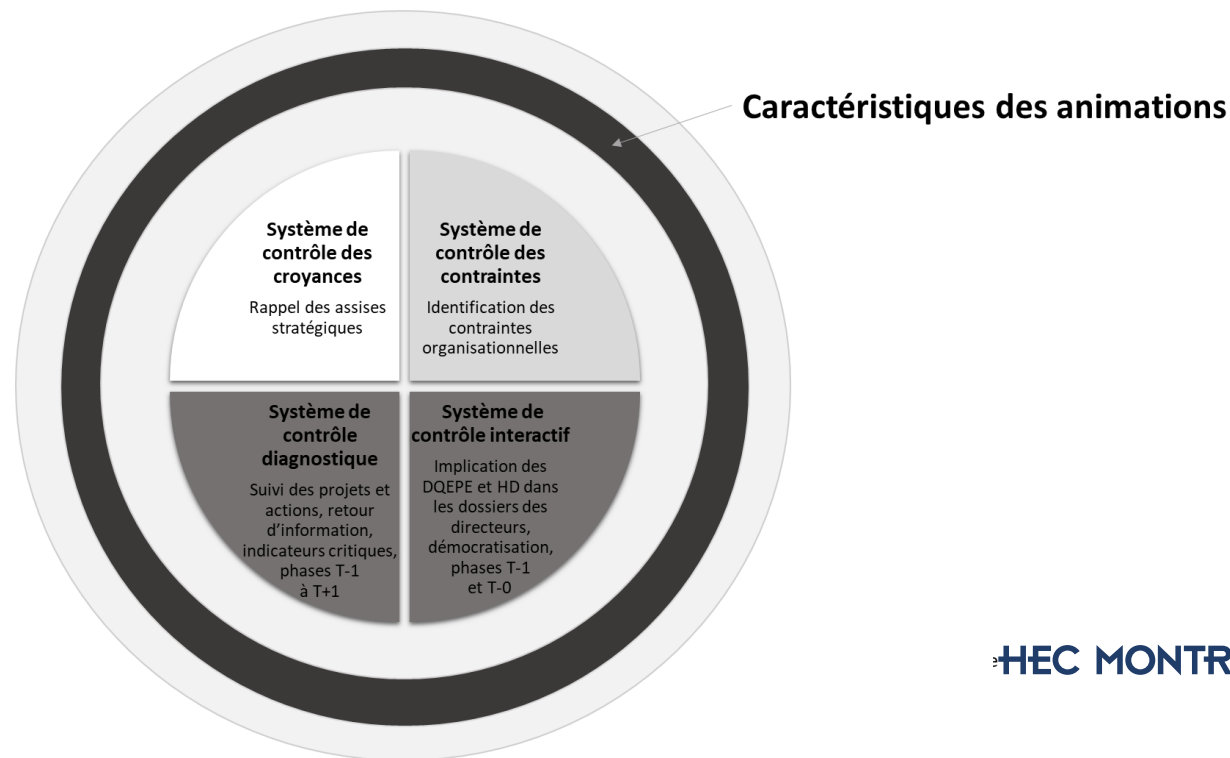 Caractéristiques des animations
Système de
contrôle des
croyances
Rappel des assises
stratégiques
Système de
contrôle des
contraintes
Identification des
contraintes
organisationnelles
Système de
contrôle
diagnostique
Suivi des projets et
actions, retour
d'information,
indicateurs critiques,
phases T-1
à T+1
Système de
contrôle interactif
Implication des
DQEPE et HD dans
les dossiers des
directeurs,
démocratisation,
phases T-1
et T-0
HEC MONTR